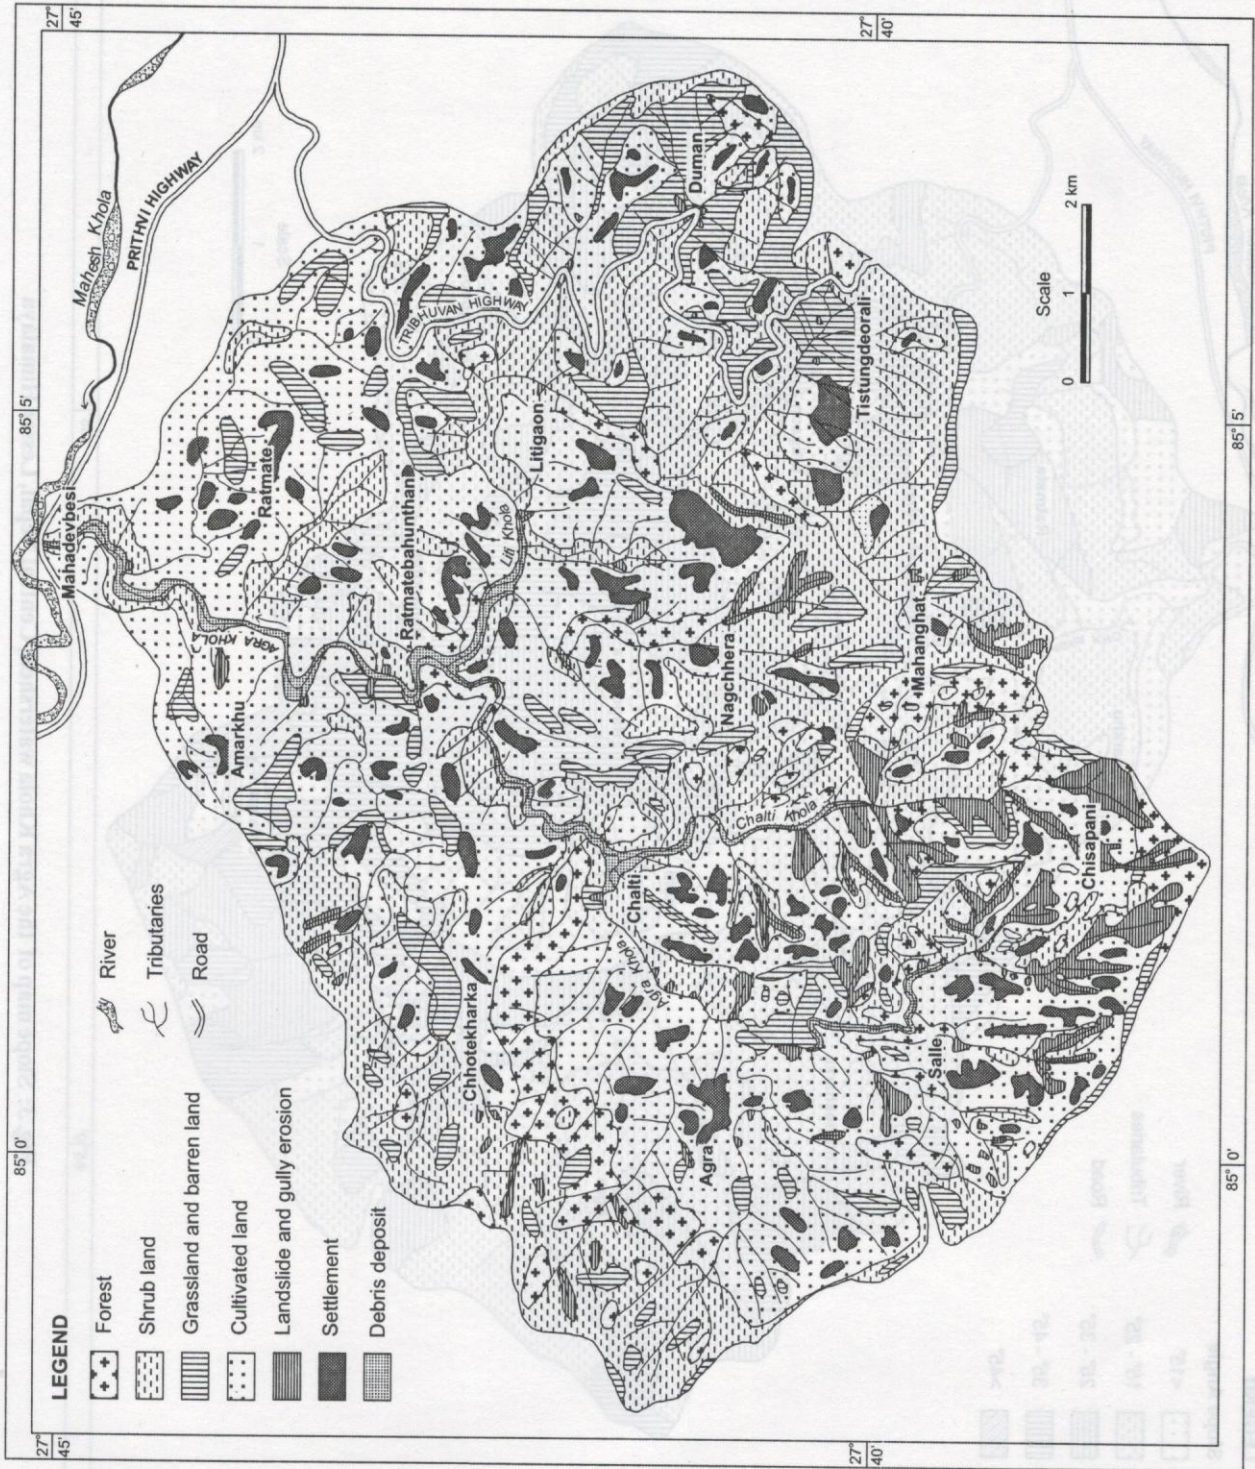 LEGEND
Forest
Shrub land
Grassland and barren land
Cultivated land
Landslide and gully erosion
Settlement
Debris deposit
River
Tributaries
Road
27° 45'
27° 40'
85° 0'
85° 5'
27° 45'
27° 40'
85° 0'
85° 5'
Mahesh Khola
PRITHVI HIGHWAY
TRIBHUVAN HIGHWAY
Mahadevbesi
Ratmate
AGRA KHOLA
Amarkhu
Ratmatebahunthan
Liti Khola
Litigaon
Duman
Tistungdeorali
Nagchhera
Mahanghat
Chalti Khola
Chalti
Agra Khola
Chhotekharka
Agra
Salle
Chisapani
Scale
0 1 2 km